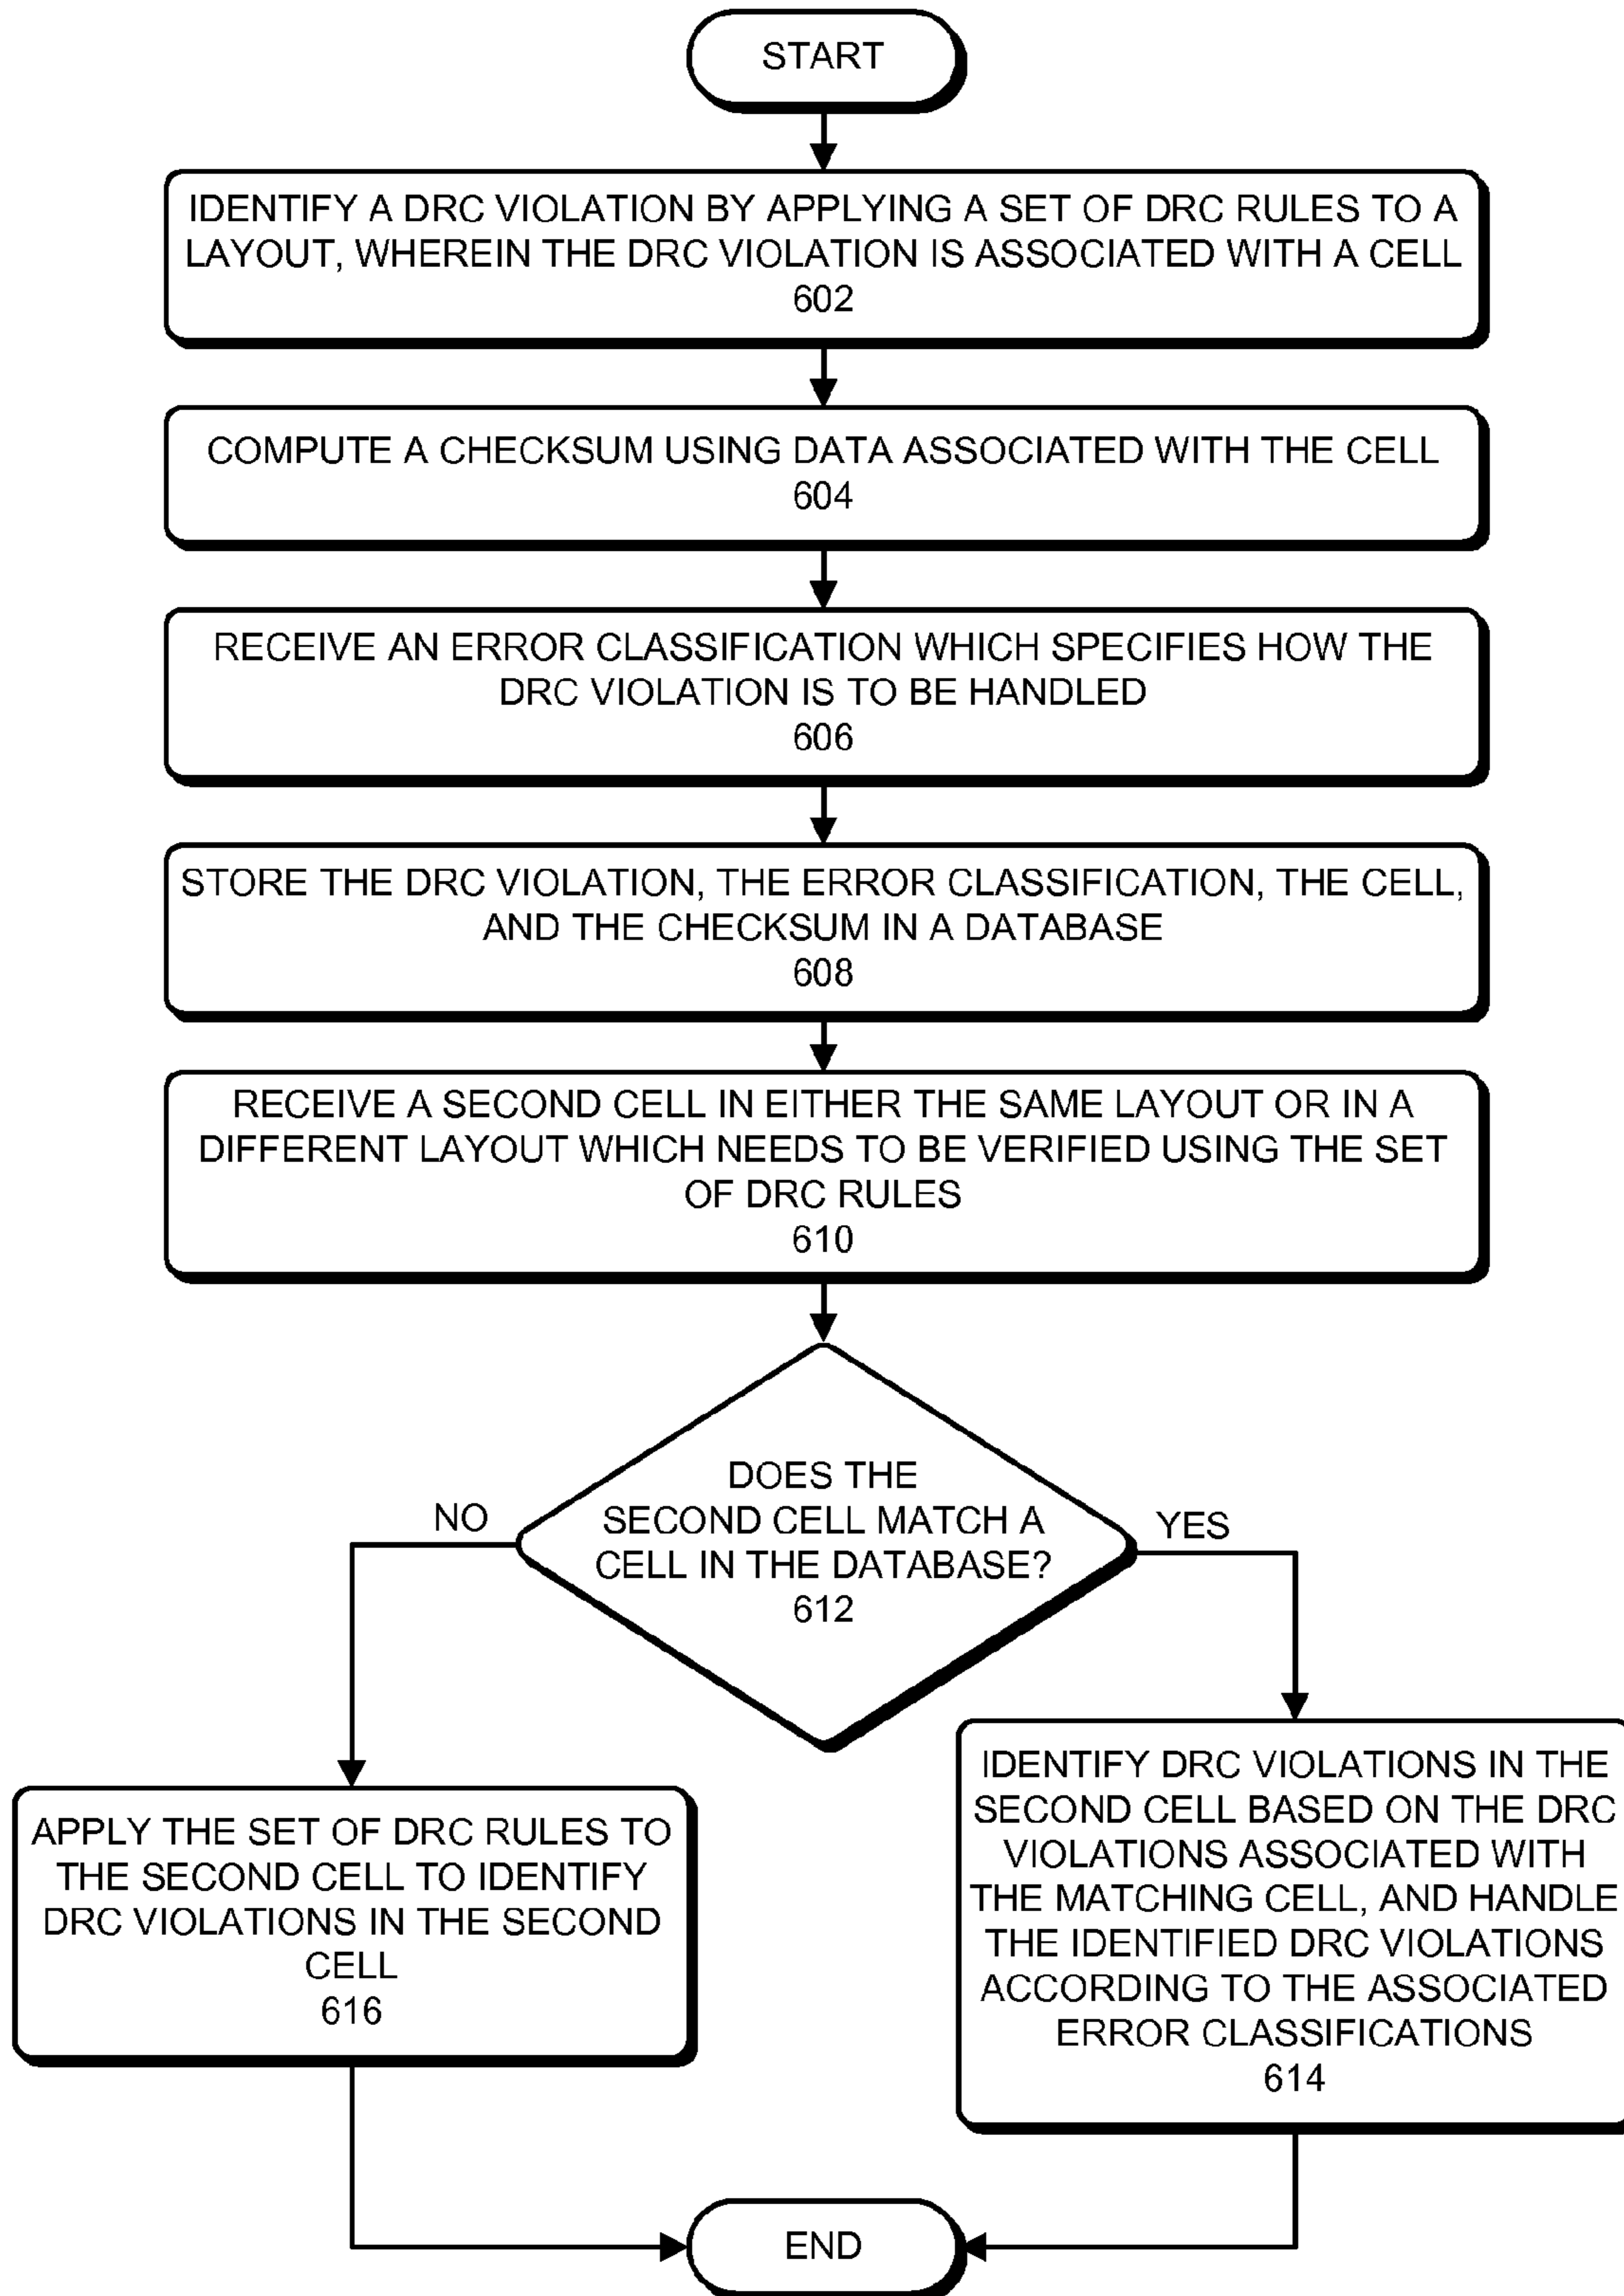 START
IDENTIFY A DRC VIOLATION BY APPLYING A SET OF DRC RULES TO A
LAYOUT, WHEREIN THE DRC VIOLATION IS ASSOCIATED WITH A CELL
602
COMPUTE A CHECKSUM USING DATA ASSOCIATED WITH THE CELL
604
RECEIVE AN ERROR CLASSIFICATION WHICH SPECIFIES HOW THE
DRC VIOLATION IS TO BE HANDLED
606
STORE THE DRC VIOLATION, THE ERROR CLASSIFICATION, THE CELL,
AND THE CHECKSUM IN A DATABASE
608
RECEIVE A SECOND CELL IN EITHER THE SAME LAYOUT OR IN A
DIFFERENT LAYOUT WHICH NEEDS TO BE VERIFIED USING THE SET
OF DRC RULES
610
DOES THE
SECOND CELL MATCH A
CELL IN THE DATABASE?
612
NO
YES
APPLY THE SET OF DRC RULES TO
THE SECOND CELL TO IDENTIFY
DRC VIOLATIONS IN THE SECOND
CELL
616
IDENTIFY DRC VIOLATIONS IN THE
SECOND CELL BASED ON THE DRC
VIOLATIONS ASSOCIATED WITH
THE MATCHING CELL, AND HANDLE
THE IDENTIFIED DRC VIOLATIONS
ACCORDING TO THE ASSOCIATED
ERROR CLASSIFICATIONS
614
END